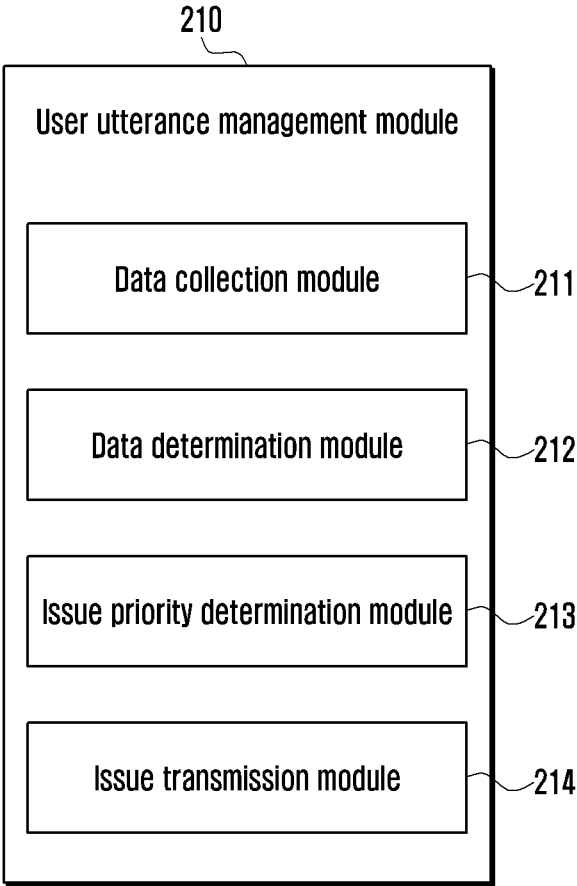 210
User utterance management module
Data collection module
211
Data determination module
212
Issue priority determination module
213
Issue transmission module
214